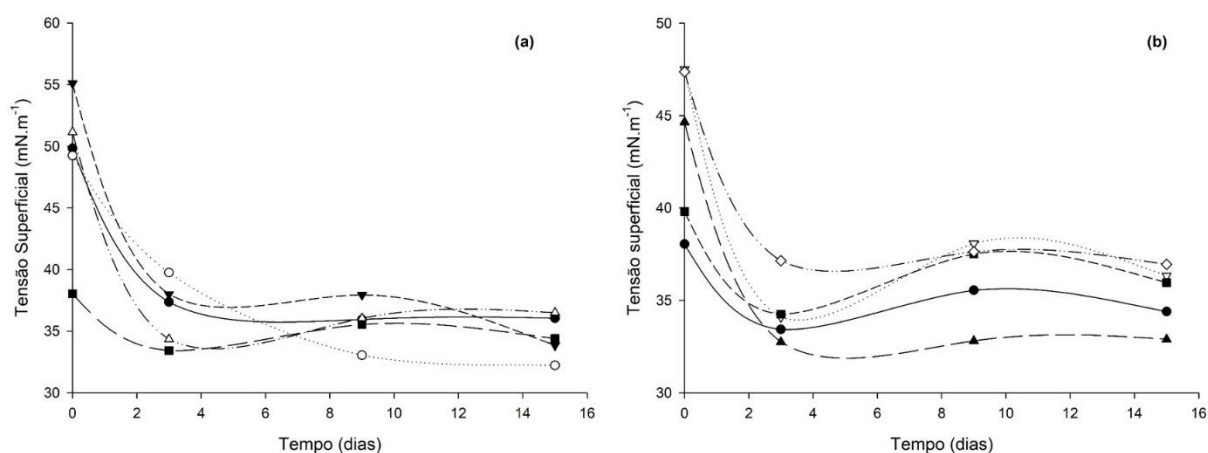 (a)
Tensão Superficial (mN.m⁻¹)
60
55
50
45
40
35
30
0 2 4 6 8 10 12 14 16
Tempo (dias)
(b)
Tensão superficial (mN.m⁻¹)
50
45
40
35
30
0 2 4 6 8 10 12 14 16
Tempo (dias)